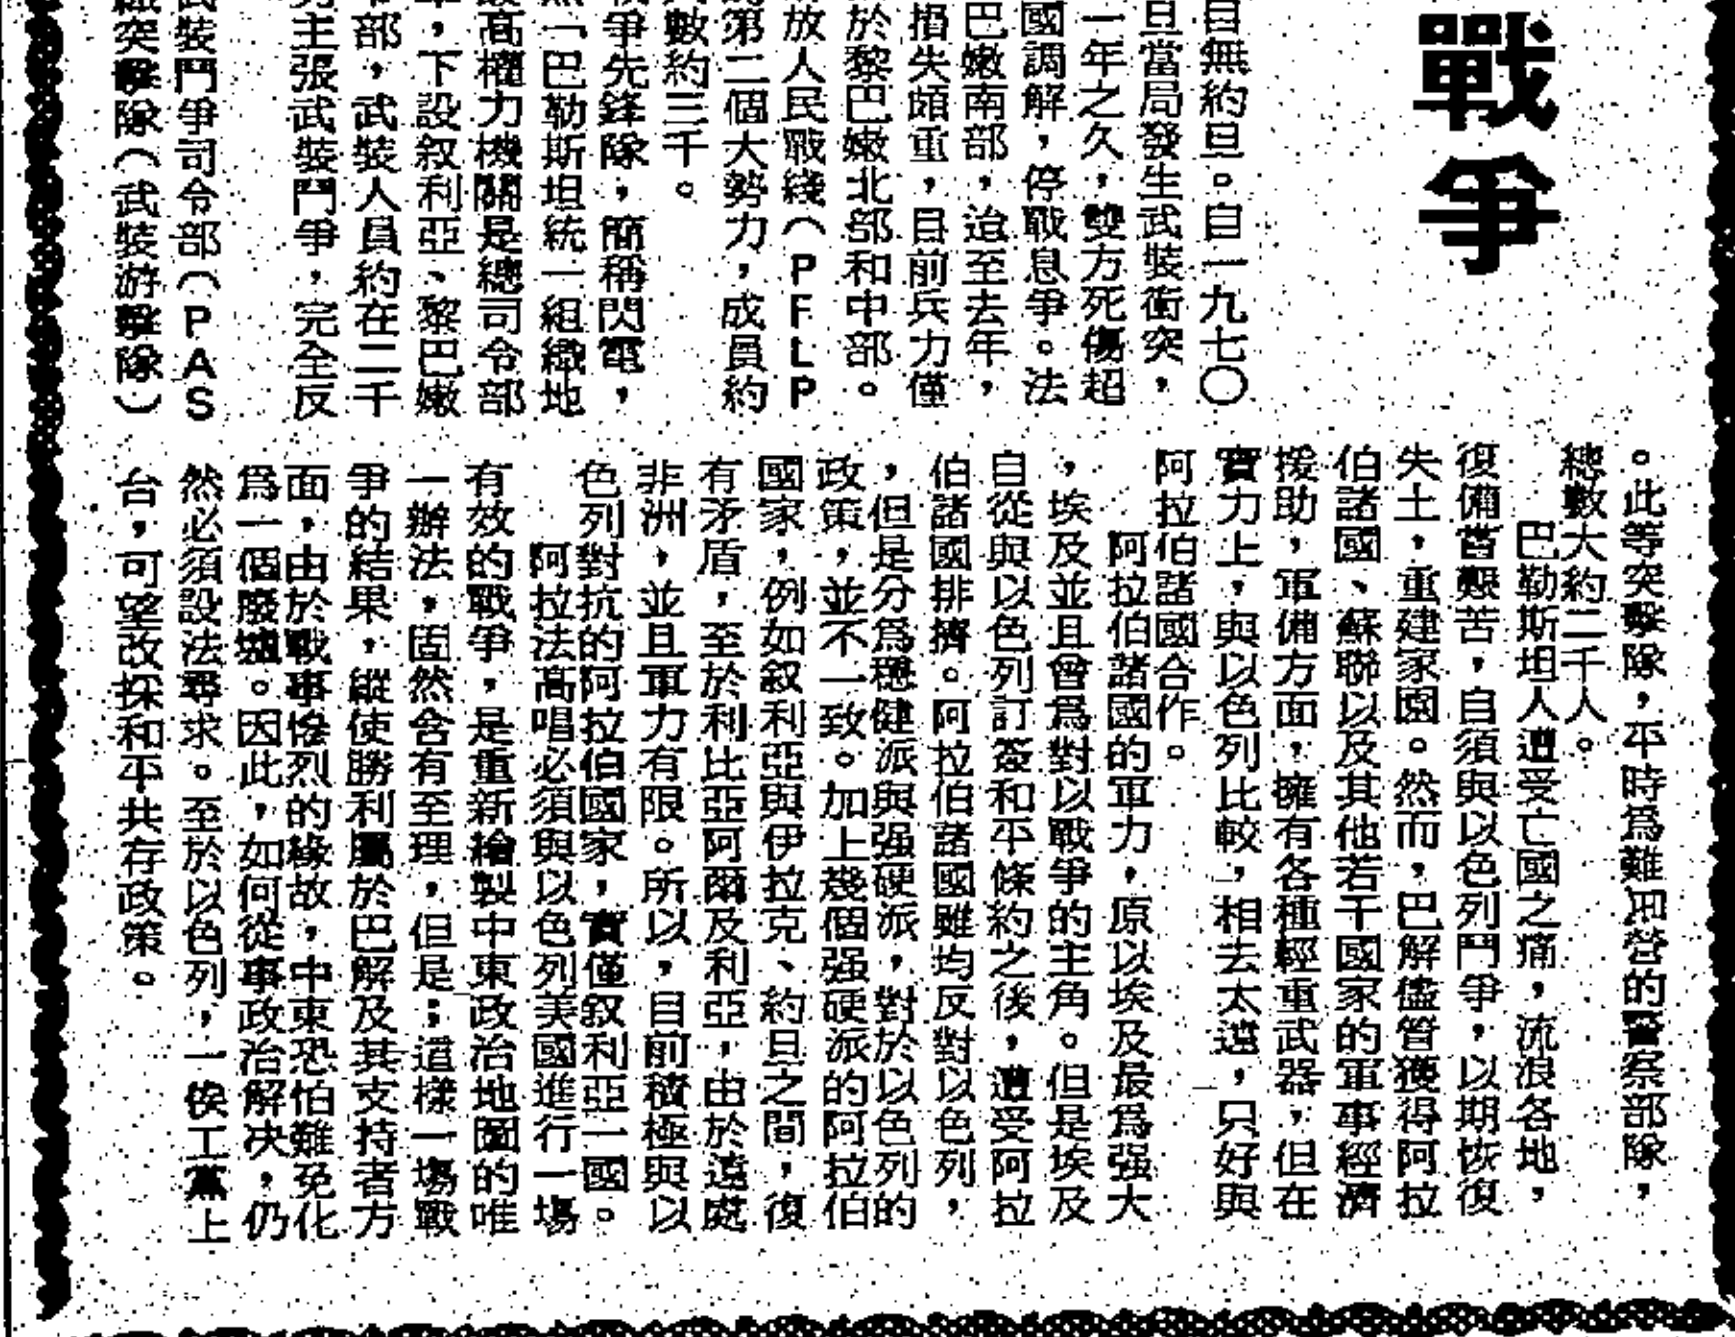 戰爭
目無約旦。自一九七〇
旦當局發生武裝衝突，
一年之久，雙方死傷超
國調解，停戰息爭。法
巴嫩南部，迨至去年，
損失頗重，目前兵力僅
於黎巴嫩北部和中部。
放人民戰綫（PFLP
第二個大勢力，成員約
數約三千。
爭先鋒隊，簡稱閃電，
「巴勒斯坦統一組織地
最高權力機關是總司令部
，下設叙利亞、黎巴嫩
部，武裝人員約在二千
主張武裝鬥爭，完全反
武裝鬥爭司令部（PAS
突擊隊（武裝游擊隊）
。此等突擊隊，平時爲難民營的警察部隊，
總數大約二千人。
巴勒斯坦人遭受亡國之痛，流浪各地，
復備嘗艱苦，自須與以色列鬥爭，以期恢復
失土，重建家園。然而，巴解儘管獲得阿拉
伯諸國、蘇聯以及其他若干國家的軍事經濟
援助，軍備方面，擁有各種輕重武器，但在
實力上，與以色列比較，相去太遠，只好與
阿拉伯諸國合作。
阿拉伯諸國的軍力，原以埃及最爲强大
，埃及並且曾爲對以戰爭的主角。但是埃及
自從與以色列訂簽和平條約之後，遭受阿拉
伯諸國排擠。阿拉伯諸國雖均反對以色列，
，但是分爲穩健派與强硬派，對於以色列的
政策，並不一致。加上幾個强硬派的阿拉伯
國家，例如叙利亞與伊拉克、約旦之間，復
有矛盾，至於利比亞阿爾及利亞，由於遠處
非洲，並且軍力有限。所以，目前積極與以
色列對抗的阿拉伯國家，實僅叙利亞一國。
阿拉法高唱必須與以色列美國進行一場
有效的戰爭，是重新繪製中東政治地圖的唯
一辦法，固然含有至理，但是；這樣一場戰
爭的結果，縱使勝利屬於巴解及其支持者方
面，由於戰事慘烈的緣故，中東恐怕難免化
爲一個廢墟。因此，如何從事政治解決，仍
然必須設法尋求。至於以色列，一俟工黨上
台，可望改採和平共存政策。